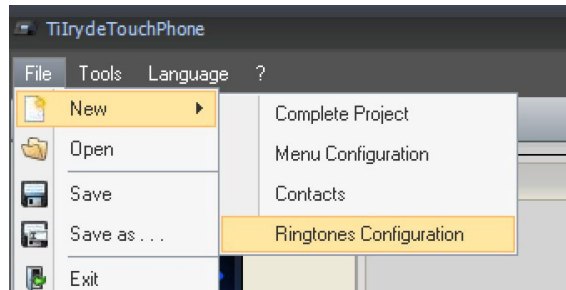 TiIrydeTouchPhone
File Tools Language ?
New
Open
Save
Save as . . .
Exit
Complete Project
Menu Configuration
Contacts
Ringtones Configuration